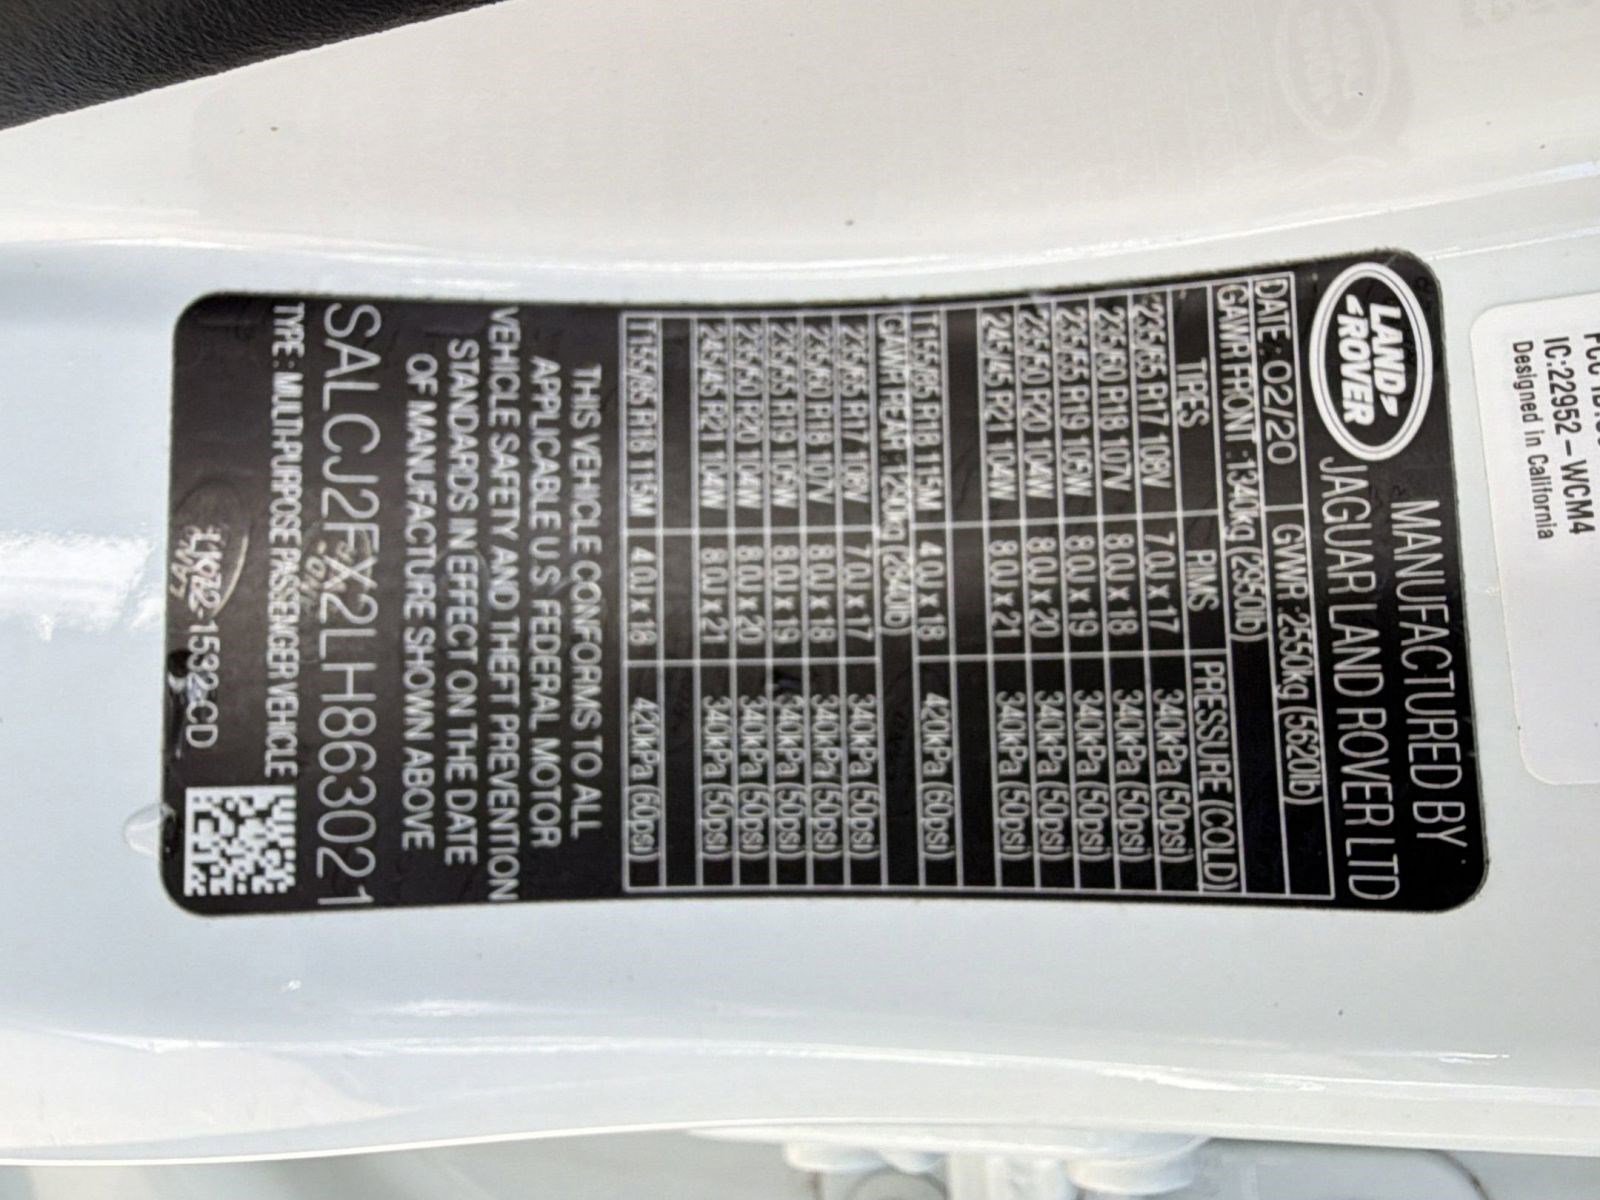 LAND
ROVER
MANUFACTURED BY
JAGUAR LAND ROVER LTD
DATE: 02/20 GWVR :2550kg (5620lb)
GAWR FRONT :1340kg (2950lb)
TIRES RIMS PRESSURE (COLD)
235/65 R17 108V 7.0J x 17 340kPa (50psi)
235/60 R18 107V 8.0J x 18 340kPa (50psi)
235/55 R19 105W 8.0J x 19 340kPa (50psi)
235/50 R20 104W 8.0J x 20 340kPa (50psi)
245/45 R21 104W 8.0J x 21 340kPa (50psi)
T155/85 R18 115M 4.0J x 18 420kPa (60psi)
GAWR REAR :1290kg (2840lb)
235/65 R17 108V 7.0J x 17 340kPa (50psi)
235/60 R18 107V 8.0J x 18 340kPa (50psi)
235/55 R19 105W 8.0J x 19 340kPa (50psi)
235/50 R20 104W 8.0J x 20 340kPa (50psi)
245/45 R21 104W 8.0J x 21 340kPa (50psi)
T155/85 R18 115M 4.0J x 18 420kPa (60psi)
THIS VEHICLE CONFORMS TO ALL
APPLICABLE U.S. FEDERAL MOTOR
VEHICLE SAFETY AND THEFT PREVENTION
STANDARDS IN EFFECT ON THE DATE
OF MANUFACTURE SHOWN ABOVE
SALCJ2FX2LH863021
TYPE: MULTI-PURPOSE PASSENGER VEHICLE
1532-CD
IC:22952-WCM4
Designed in California